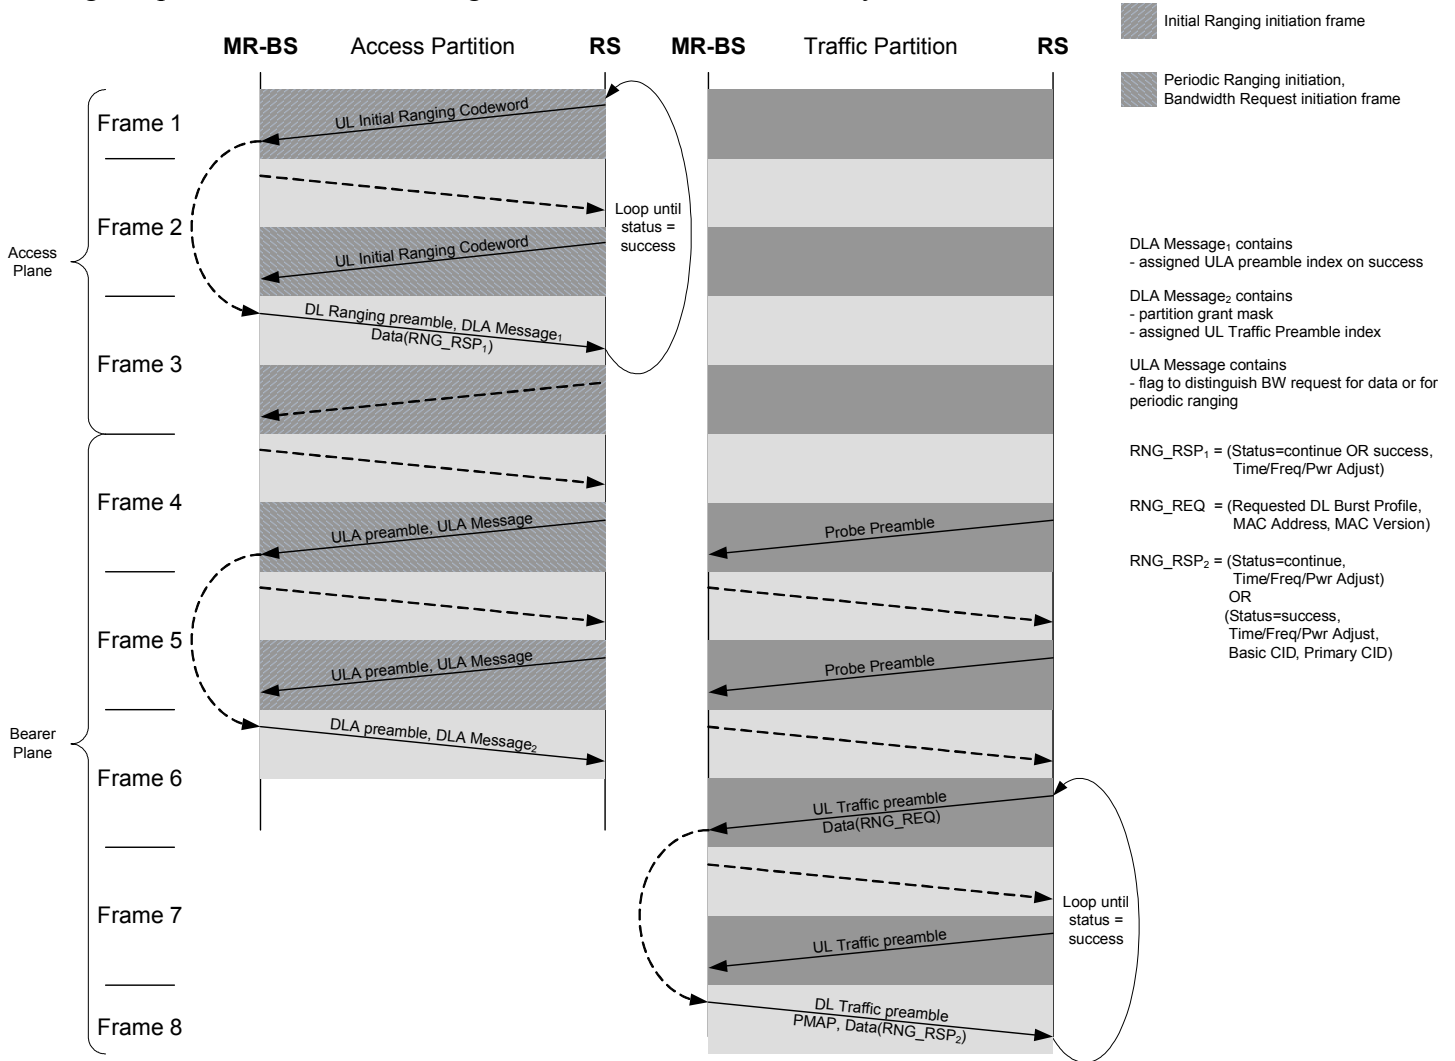 Initial Ranging initiation frame
MR-BS Access Partition RS MR-BS Traffic Partition RS
Periodic Ranging initiation,
Bandwidth Request initiation frame
Frame 1
UL Initial Ranging Codeword
Frame 2
Loop until
status =
success
UL Initial Ranging Codeword
Access
Plane
DL Ranging preamble, DLA Message₁
Data(RNG_RSP₁)
Frame 3
Frame 4
ULA preamble, ULA Message
Probe Preamble
Frame 5
ULA preamble, ULA Message
Probe Preamble
Bearer
Plane
DLA preamble, DLA Message₂
Frame 6
UL Traffic preamble
Data(RNG_REQ)
Frame 7
Loop until
status =
success
UL Traffic preamble
Frame 8
DL Traffic preamble
PMAP, Data(RNG_RSP₂)
DLA Message₁ contains
- assigned ULA preamble index on success
DLA Message₂ contains
- partition grant mask
- assigned UL Traffic Preamble index
ULA Message contains
- flag to distinguish BW request for data or for
periodic ranging
RNG_RSP₁ = (Status=continue OR success,
Time/Freq/Pwr Adjust)
RNG_REQ = (Requested DL Burst Profile,
MAC Address, MAC Version)
RNG_RSP₂ = (Status=continue,
Time/Freq/Pwr Adjust)
OR
(Status=success,
Time/Freq/Pwr Adjust,
Basic CID, Primary CID)